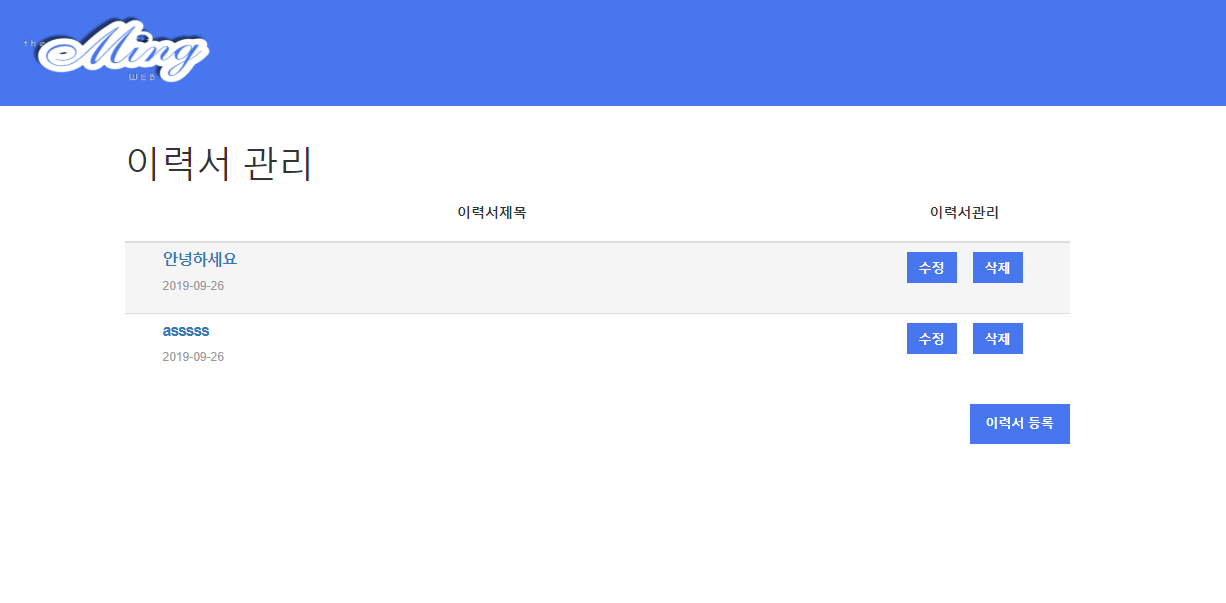 the Ming
WEB
이력서 관리
이력서제목 이력서관리
안녕하세요 수정 삭제
2019-09-26
asssss 수정 삭제
2019-09-26
이력서 등록